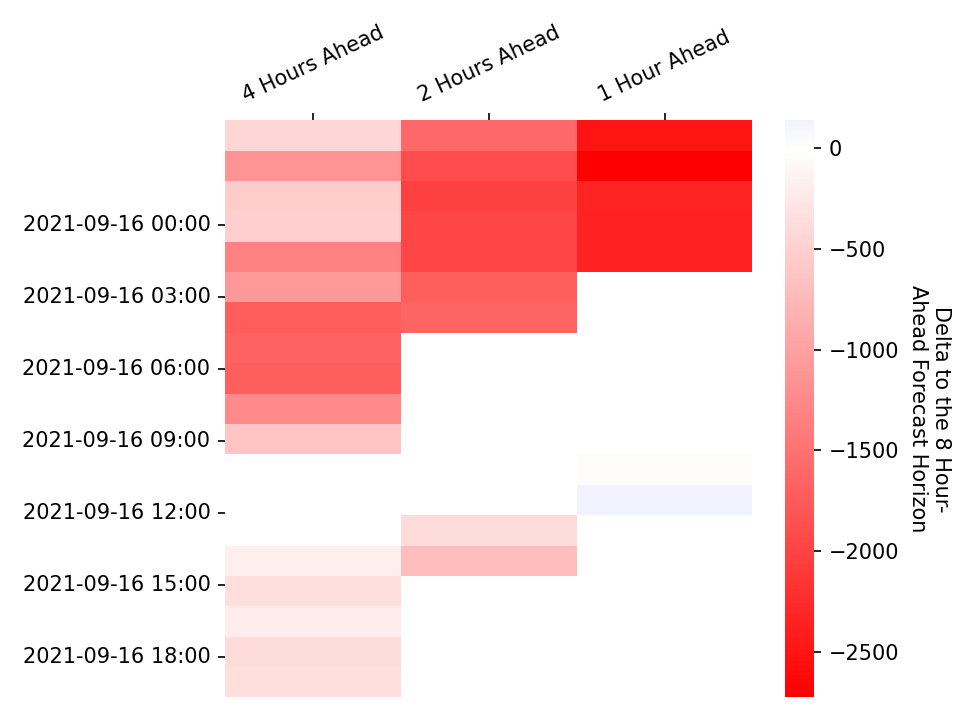 4 Hours Ahead
2 Hours Ahead
1 Hour Ahead
2021-09-16 00:00
2021-09-16 03:00
2021-09-16 06:00
2021-09-16 09:00
2021-09-16 12:00
2021-09-16 15:00
2021-09-16 18:00
0
−500
−1000
−1500
−2000
−2500
Delta to the 8 Hour-
Ahead Forecast Horizon